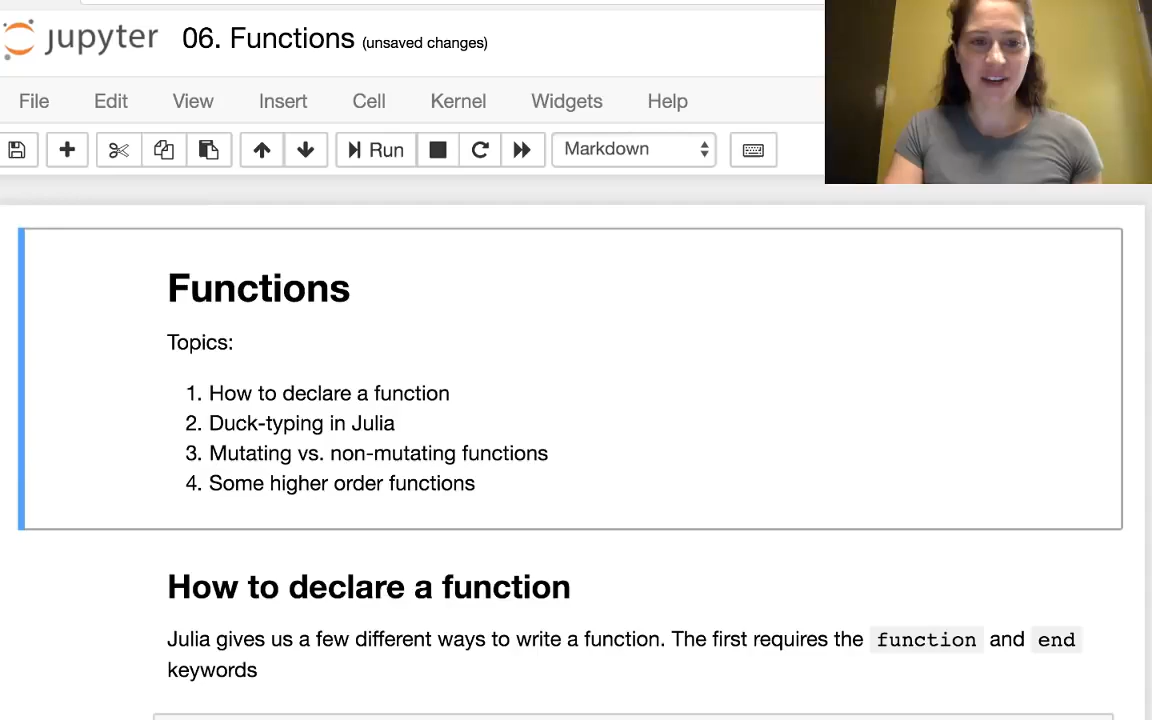 jupyter 06. Functions (unsaved changes)
File Edit View Insert Cell Kernel Widgets Help
Run Markdown
Functions
Topics:
1. How to declare a function
2. Duck-typing in Julia
3. Mutating vs. non-mutating functions
4. Some higher order functions
How to declare a function
Julia gives us a few different ways to write a function. The first requires the function and end
keywords